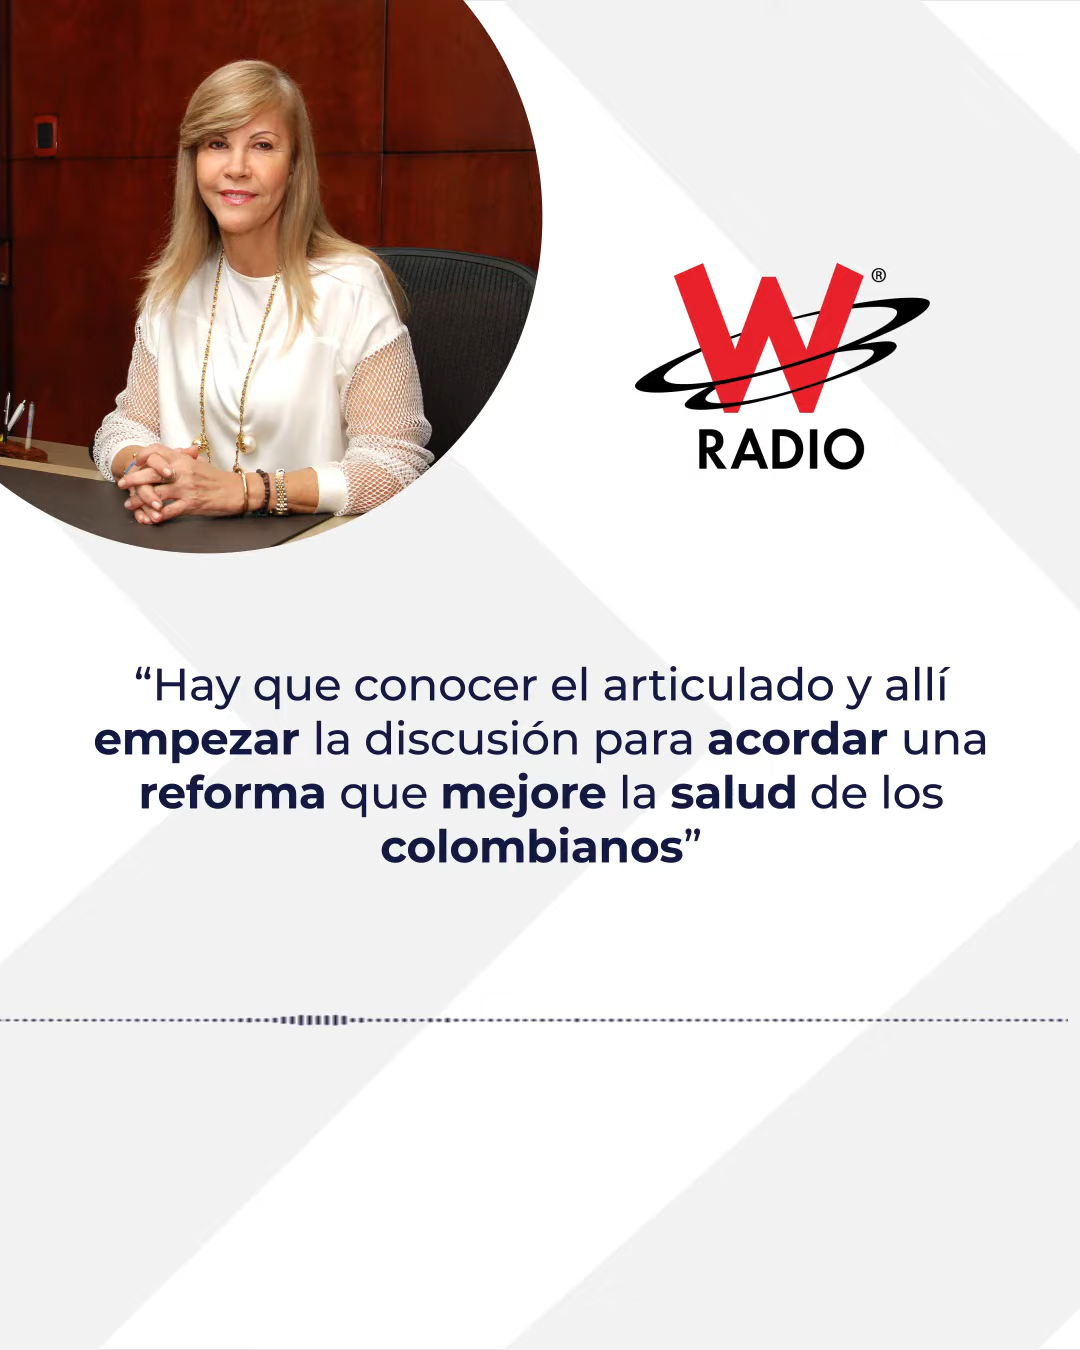 W®
RADIO
“Hay que conocer el articulado y allí
empezar la discusión para acordar una
reforma que mejore la salud de los
colombianos”